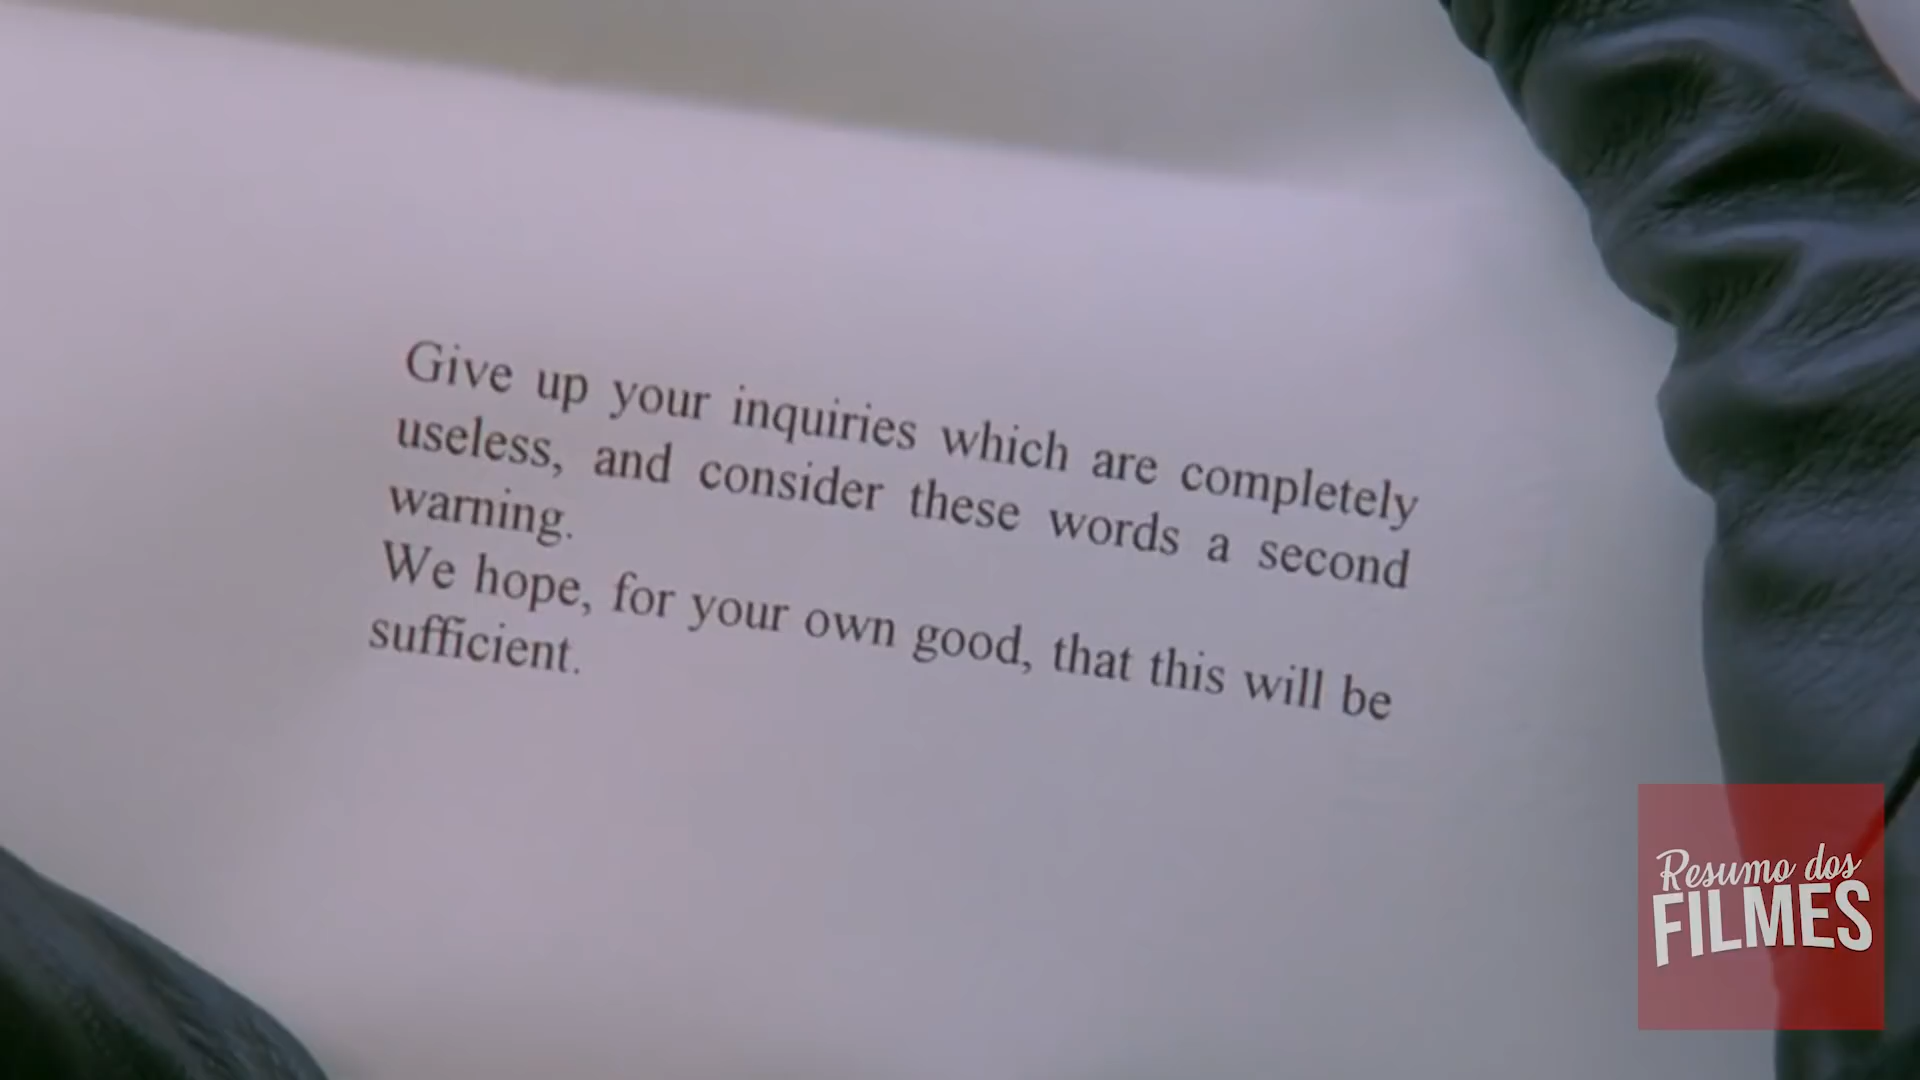 Give up your inquiries which are completely
useless, and consider these words a second
warning.
We hope, for your own good, that this will be
sufficient.
Resumo dos
FILMES